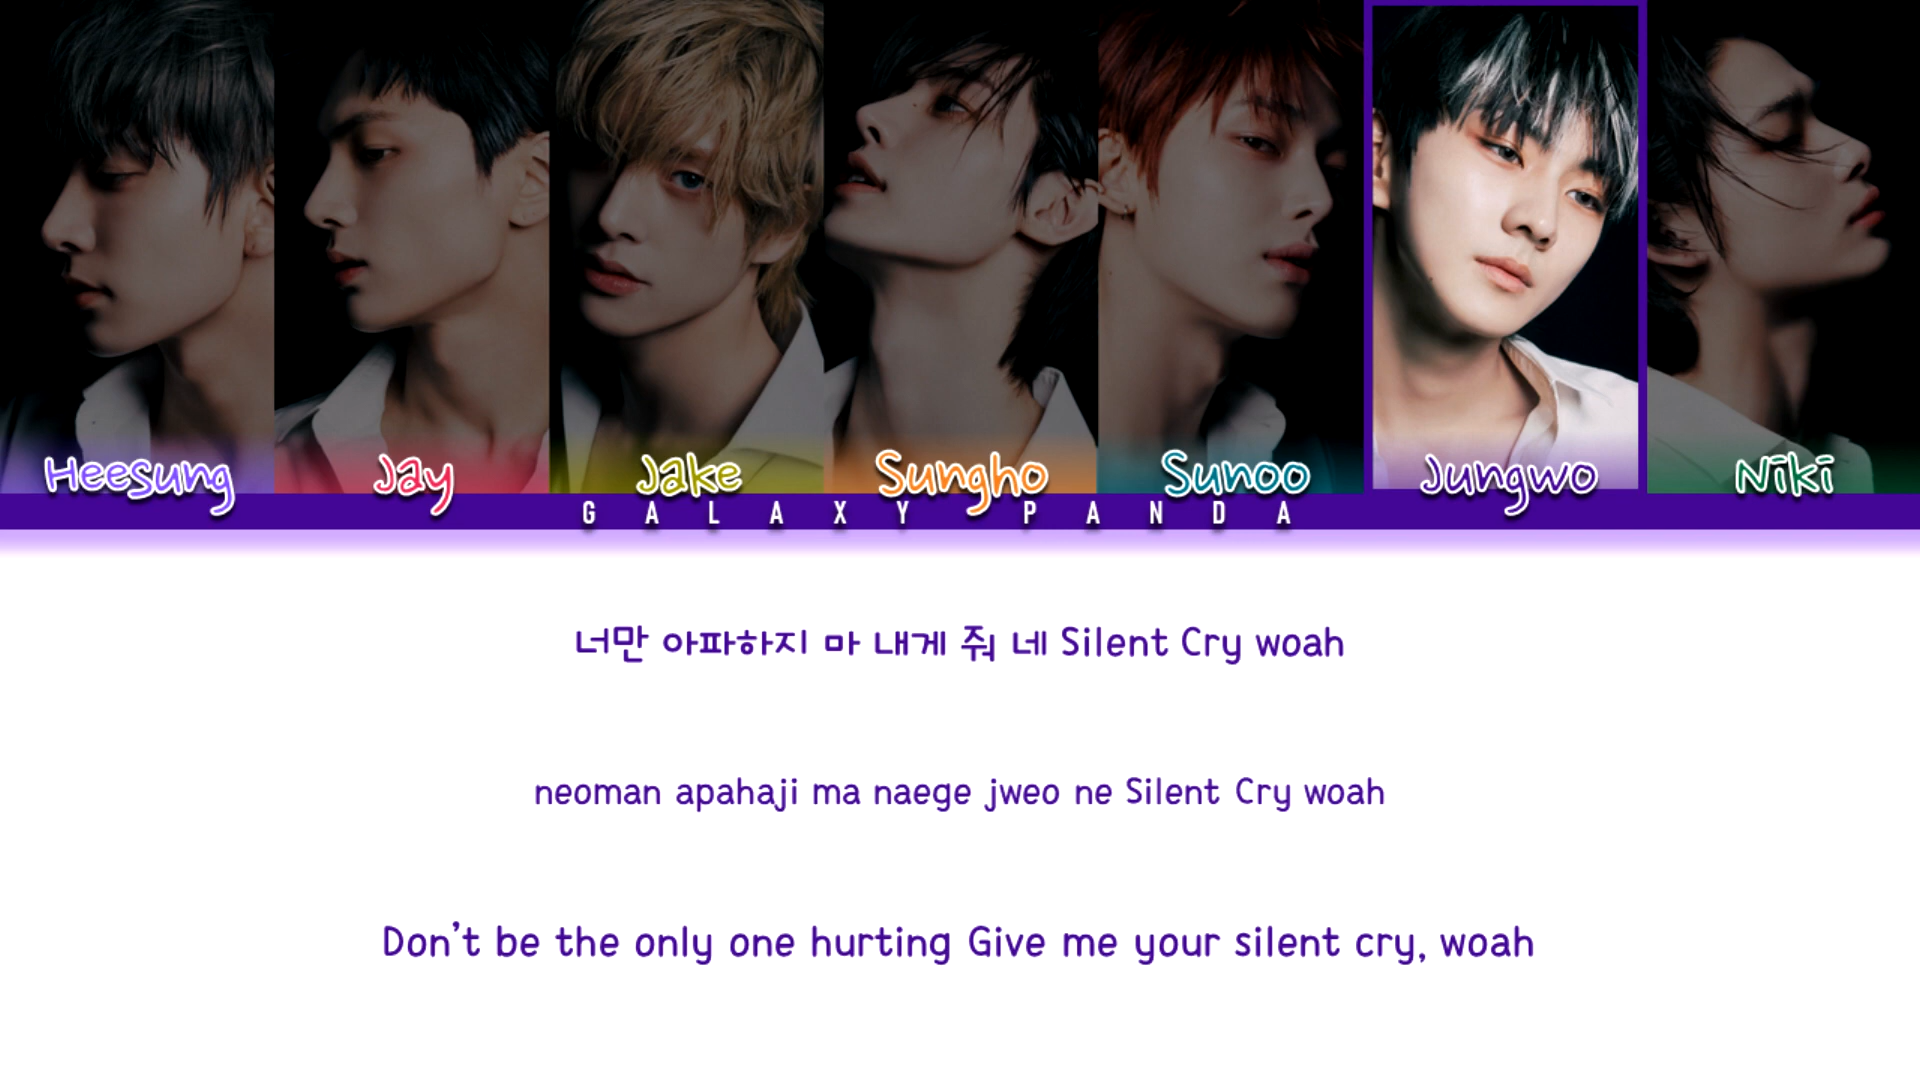 Heesung Jay Jake Sungho Sunoo Jungwo Niki
GALAXY PANDA
너만 아파하지 마 내게 줘 네 Silent Cry woah
neoman apahaji ma naege jweo ne Silent Cry woah
Don't be the only one hurting Give me your silent cry, woah